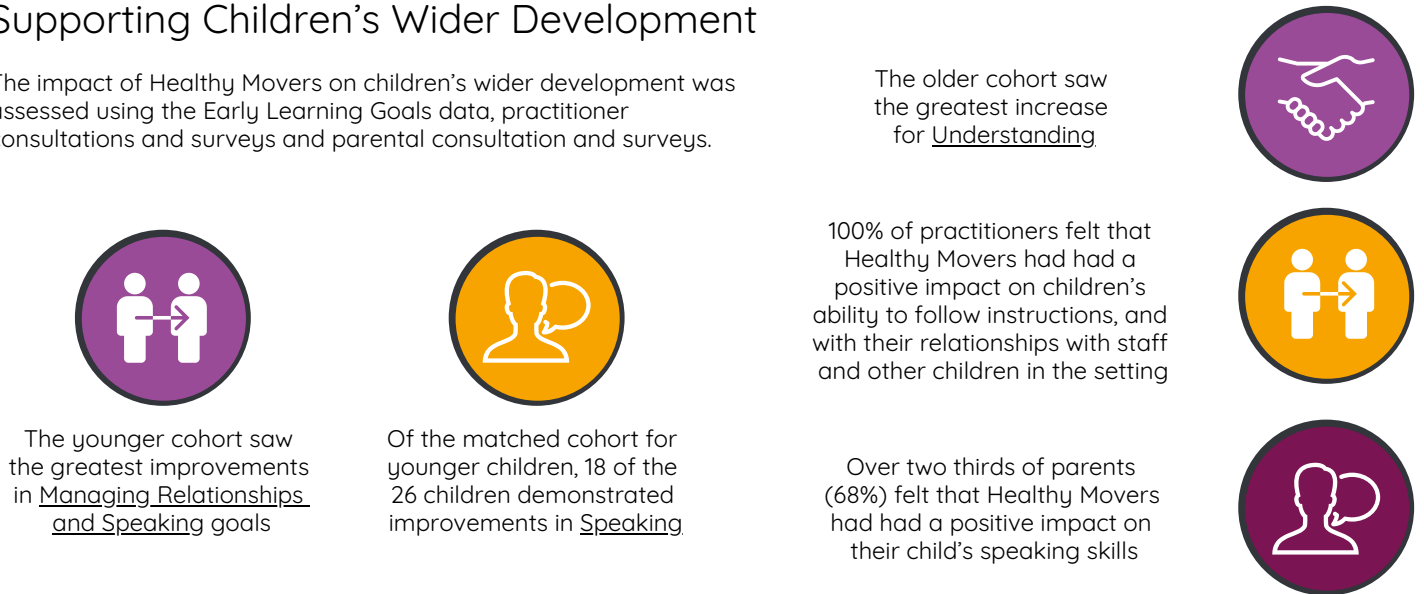 Supporting Children's Wider Development
The impact of Healthy Movers on children's wider development was
assessed using the Early Learning Goals data, practitioner
consultations and surveys and parental consultation and surveys.
The younger cohort saw
the greatest improvements
in Managing Relationships
and Speaking goals
Of the matched cohort for
younger children, 18 of the
26 children demonstrated
improvements in Speaking
The older cohort saw
the greatest increase
for Understanding
100% of practitioners felt that
Healthy Movers had had a
positive impact on children's
ability to follow instructions, and
with their relationships with staff
and other children in the setting
Over two thirds of parents
(68%) felt that Healthy Movers
had had a positive impact on
their child's speaking skills